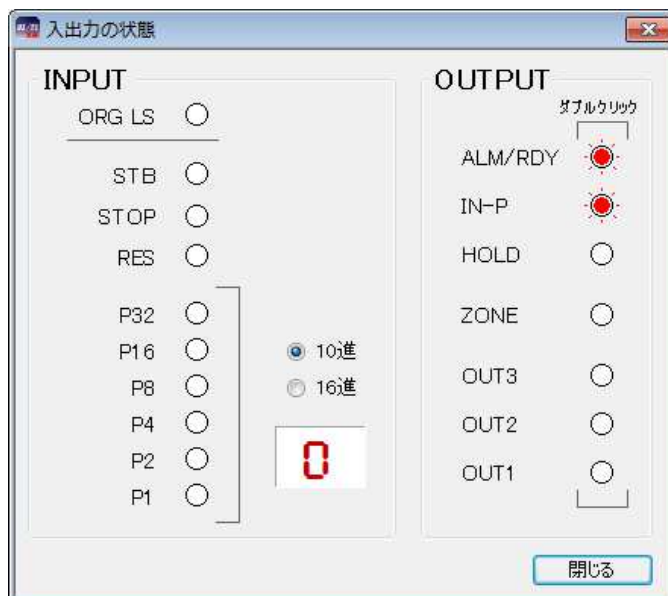 入出力の状態
INPUT
ORG LS
STB
STOP
RES
P32
P16
P8
P4
P2
P1
10進
16進
0
OUTPUT
ダブルクリック
ALM/RDY
IN-P
HOLD
ZONE
OUT3
OUT2
OUT1
閉じる